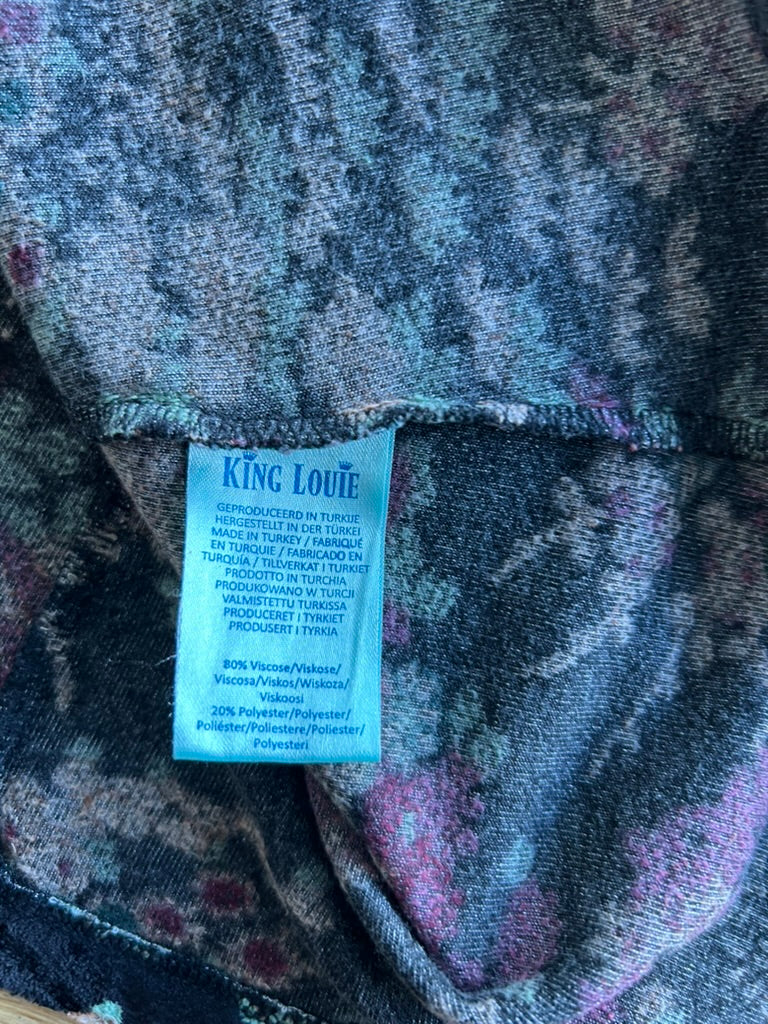 KING LOUIE
GEPRODUCEERD IN TURKIJE
HERGESTELLT IN DER TÜRKEI
MADE IN TURKEY / FABRIQUÉ
EN TURQUIE / FABRICADO EN
TURQUÍA / TILLVERKAT I TURKIET
PRODOTTO IN TURCHIA
PRODUKOWANO W TURCJI
VALMISTETTU TURKISSA
PRODUCERET I TYRKIET
PRODUSERT I TYRKIA
80% Viscose/Viskose/
Viscosa/Viskos/Wiskoza/
Viskoosi
20% Polyester/Polyester/
Poliéster/Poliestere/Poliester/
Polyesteri